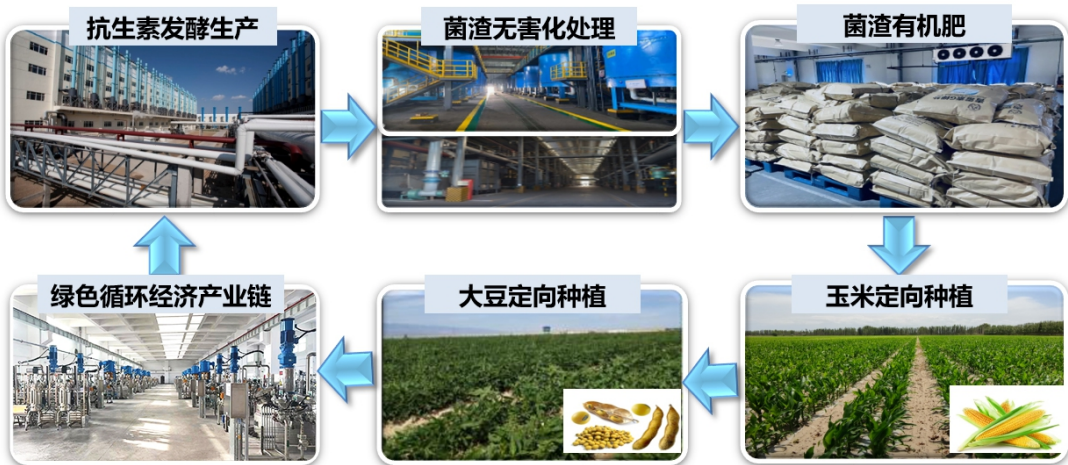 抗生素发酵生产
菌渣无害化处理
菌渣有机肥
玉米定向种植
大豆定向种植
绿色循环经济产业链